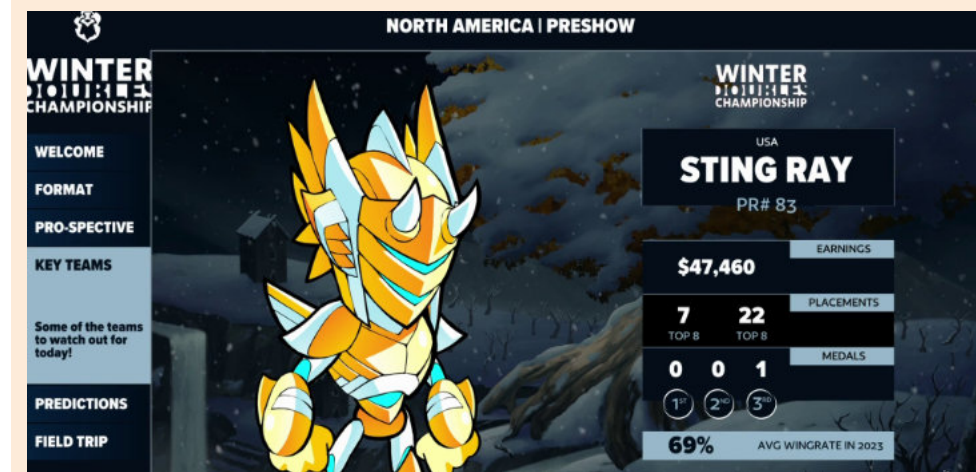 NORTH AMERICA | PRESHOW
WINTER
DOUBLES
CHAMPIONSHIP
WELCOME
FORMAT
PRO-SPECTIVE
KEY TEAMS
Some of the teams
to watch out for
today!
PREDICTIONS
FIELD TRIP
WINTER
DOUBLES
CHAMPIONSHIP
USA
STING RAY
PR# 83
EARNINGS
$47,460
PLACEMENTS
7 22
TOP 8 TOP 8
MEDALS
0 0 1
1ST 2ND 3RD
69% AVG WINGRATE IN 2023